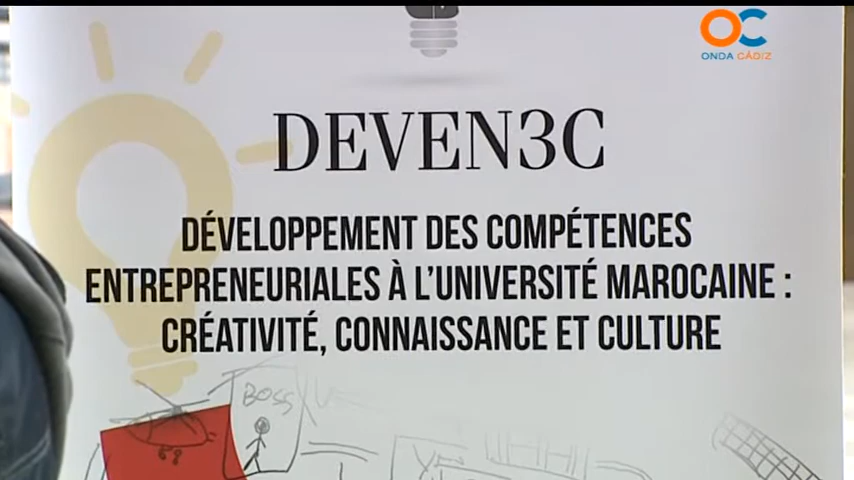 OC
ONDA CÁDIZ
DEVEN3C
DÉVELOPPEMENT DES COMPÉTENCES
ENTREPRENEURIALES À L'UNIVERSITÉ MAROCAINE :
CRÉATIVITÉ, CONNAISSANCE ET CULTURE
BOSS